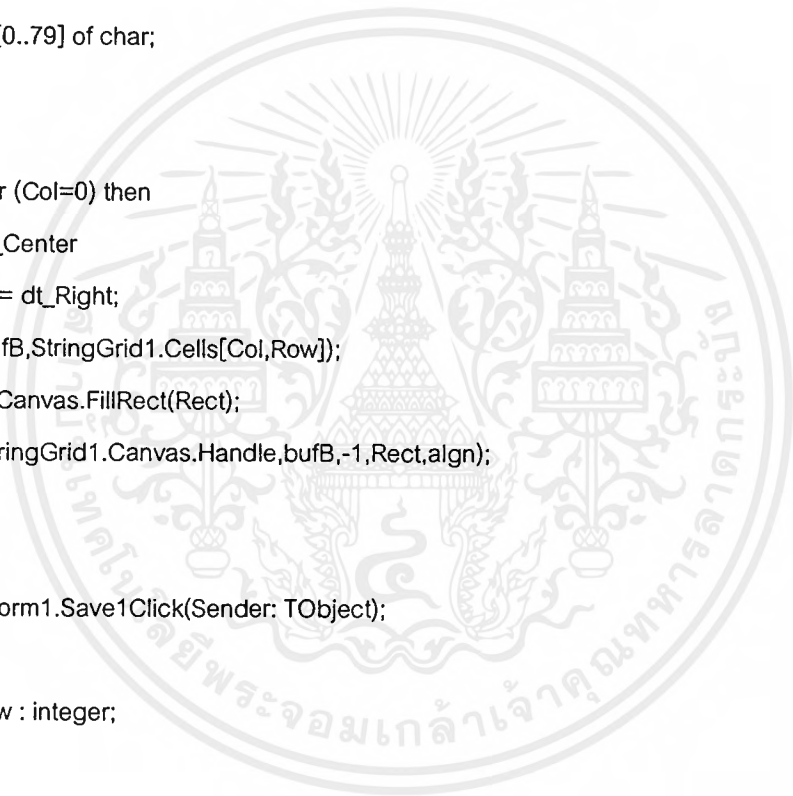 [0..79] of char;
r (Col=0) then
_Center
= dt_Right;
fB,StringGrid1.Cells[Col,Row]);
Canvas.FillRect(Rect);
ringGrid1.Canvas.Handle,bufB,-1,Rect,algn);
orm1.Save1Click(Sender: TObject);
w : integer;